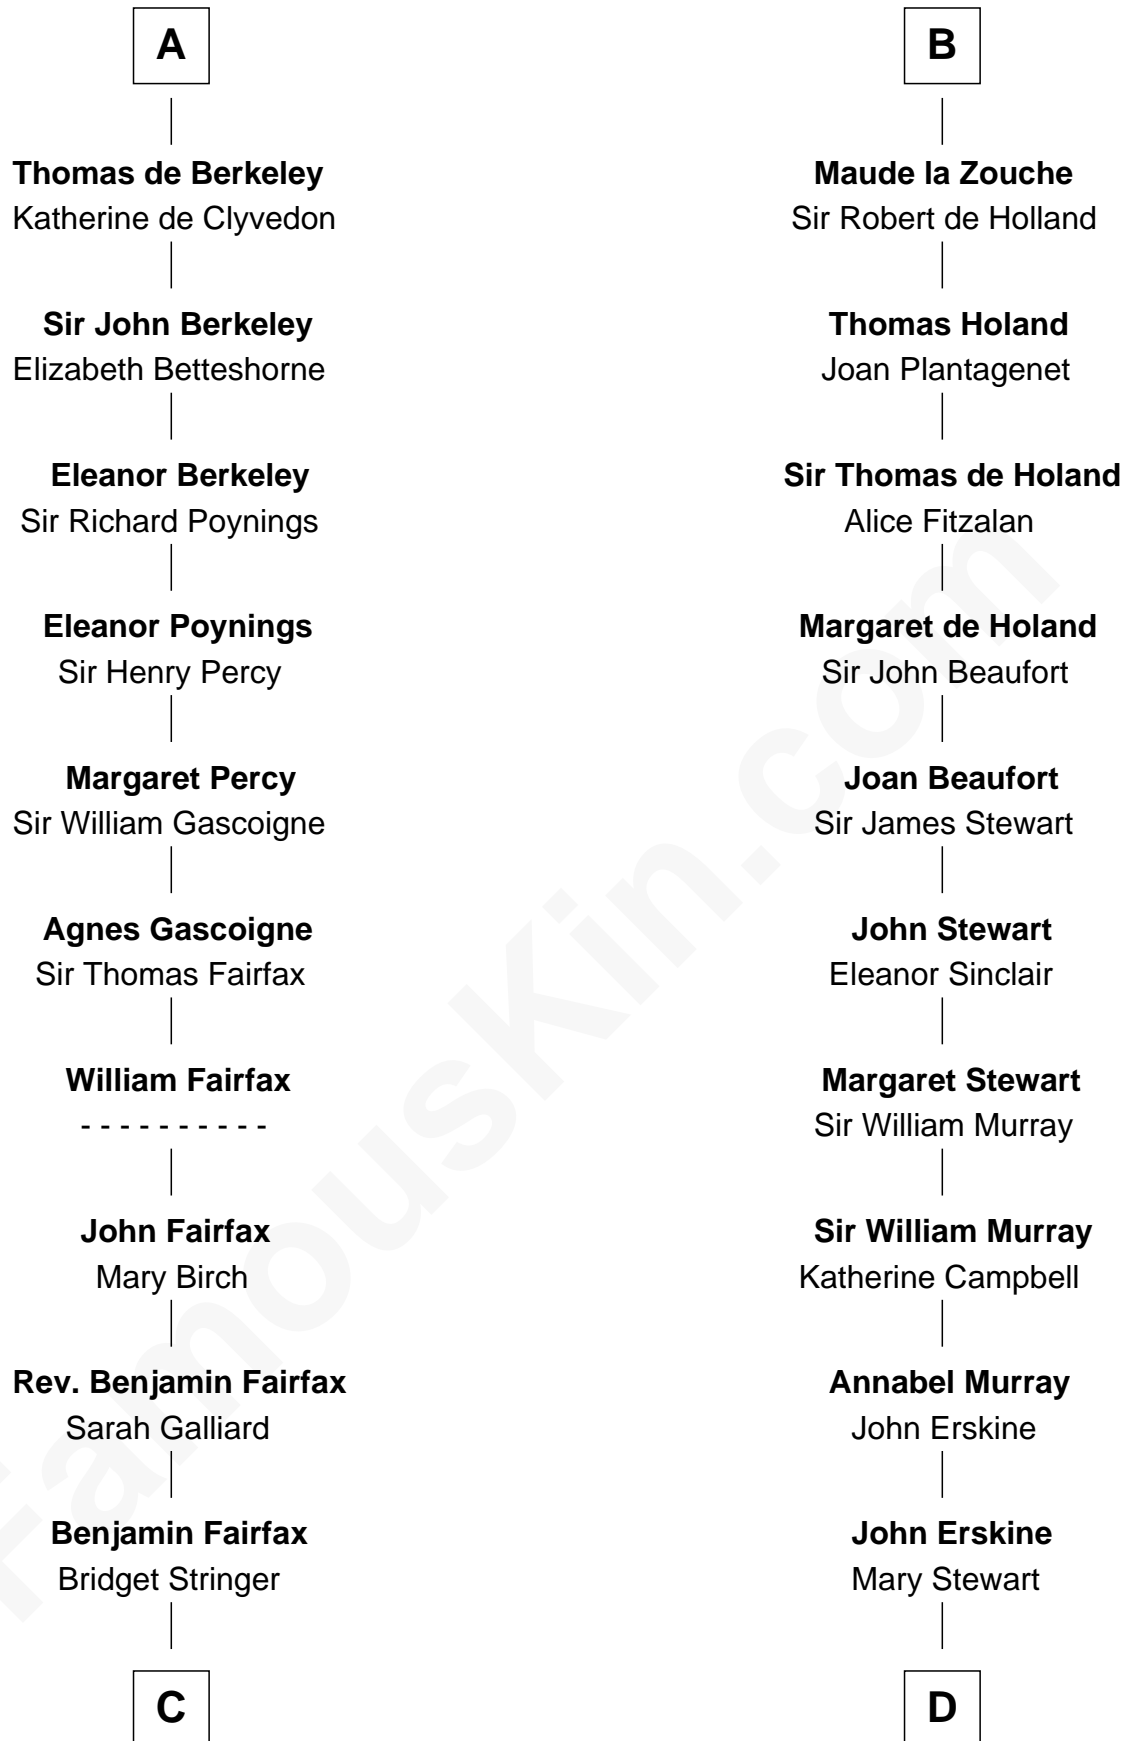 A
Thomas de Berkeley
Katherine de Clyvedon
Sir John Berkeley
Elizabeth Betteshorne
Eleanor Berkeley
Sir Richard Poynings
Eleanor Poynings
Sir Henry Percy
Margaret Percy
Sir William Gascoigne
Agnes Gascoigne
Sir Thomas Fairfax
William Fairfax
- - - - - - - - - -
John Fairfax
Mary Birch
Rev. Benjamin Fairfax
Sarah Galliard
Benjamin Fairfax
Bridget Stringer
C
B
Maude la Zouche
Sir Robert de Holland
Thomas Holand
Joan Plantagenet
Sir Thomas de Holand
Alice Fitzalan
Margaret de Holand
Sir John Beaufort
Joan Beaufort
Sir James Stewart
John Stewart
Eleanor Sinclair
Margaret Stewart
Sir William Murray
Sir William Murray
Katherine Campbell
Annabel Murray
John Erskine
John Erskine
Mary Stewart
D
FamousKin.com